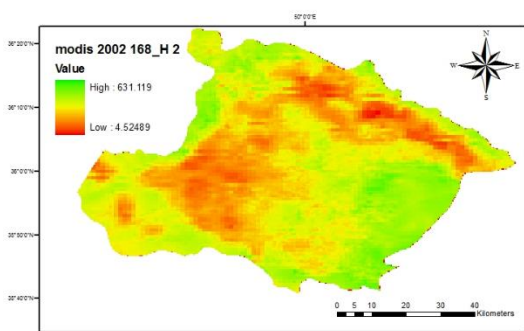 50°0'0"E
modis 2002 168_H 2
Value
High : 631.119
Low : 4.52489
N
W E
S
36°20'0"N
36°10'0"N
36°0'0"N
35°50'0"N
35°40'0"N
0 5 10 20 30 40
Kilometers